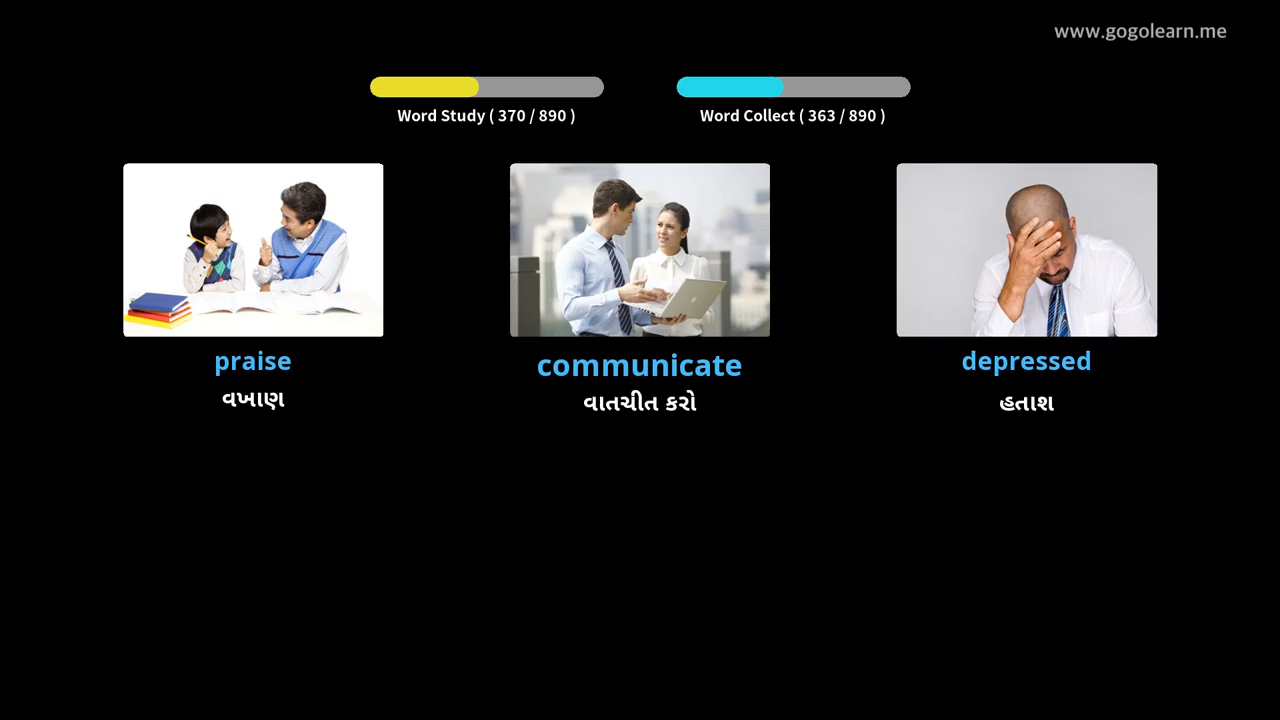 www.gogolearn.me
Word Study ( 370 / 890 )
Word Collect ( 363 / 890 )
praise
વખાણ
communicate
વાતચીત કરો
depressed
હતાશ